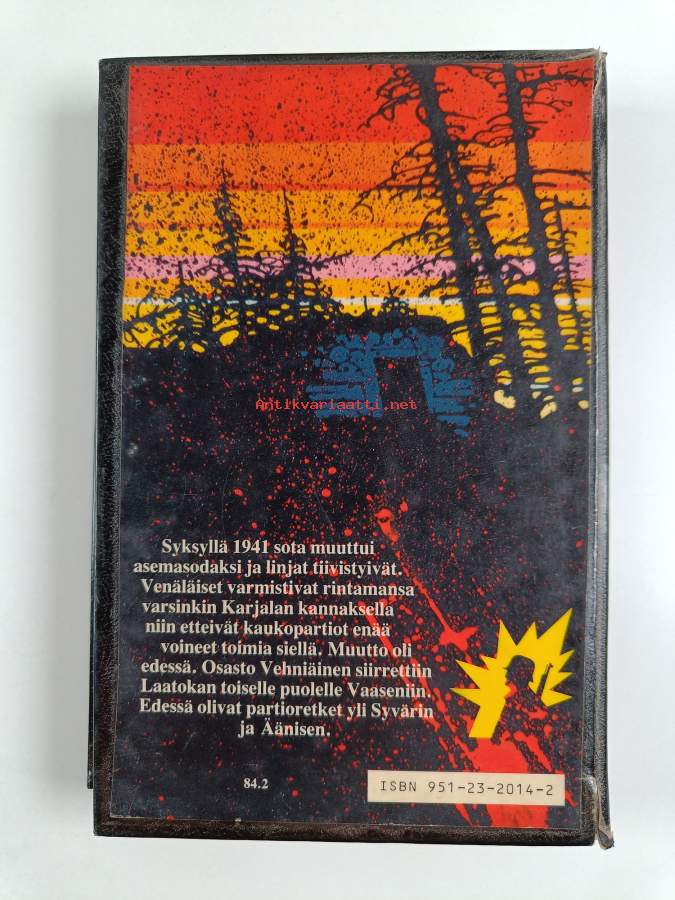 Antikvariaatti.net
Syksyllä 1941 sota muuttui
asemasodaksi ja linjat tiivistyivät.
Venäläiset varmistivat rintamansa
varsinkin Karjalan kannaksella
niin etteivät kaukopartiot enää
voineet toimia siellä. Muutto oli
edessä. Osasto Vehniäinen siirrettiin
Laatokan toiselle puolelle Vaaseniin.
Edessä olivat partioretket yli Syvärin
ja Äänisen.
84.2
ISBN 951-23-2014-2